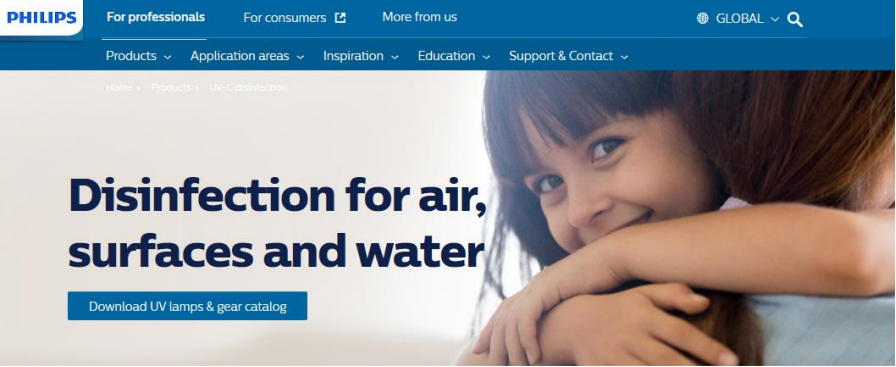 PHILIPS
For professionals
For consumers
More from us
GLOBAL
Products
Application areas
Inspiration
Education
Support & Contact
Home › Products › UV-C disinfection
Disinfection for air,
surfaces and water
Download UV lamps & gear catalog